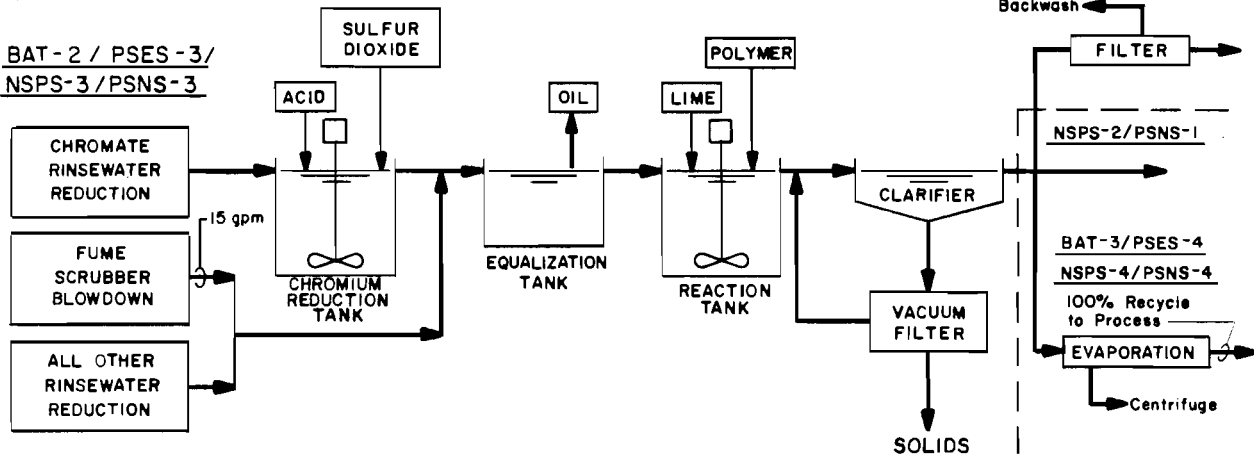 BAT-2 / PSES-3/
NSPS-3/PSNS-3
SULFUR
DIOXIDE
ACID
CHROMATE
RINSEWATER
REDUCTION
15 gpm
FUME
SCRUBBER
BLOWDOWN
ALL OTHER
RINSEWATER
REDUCTION
CHROMIUM
REDUCTION
TANK
OIL
EQUALIZATION
TANK
LIME
POLYMER
REACTION
TANK
CLARIFIER
VACUUM
FILTER
SOLIDS
Backwash
FILTER
NSPS-2/PSNS-1
BAT-3/PSES-4
NSPS-4/PSNS-4
100% Recycle
to Process
EVAPORATION
Centrifuge